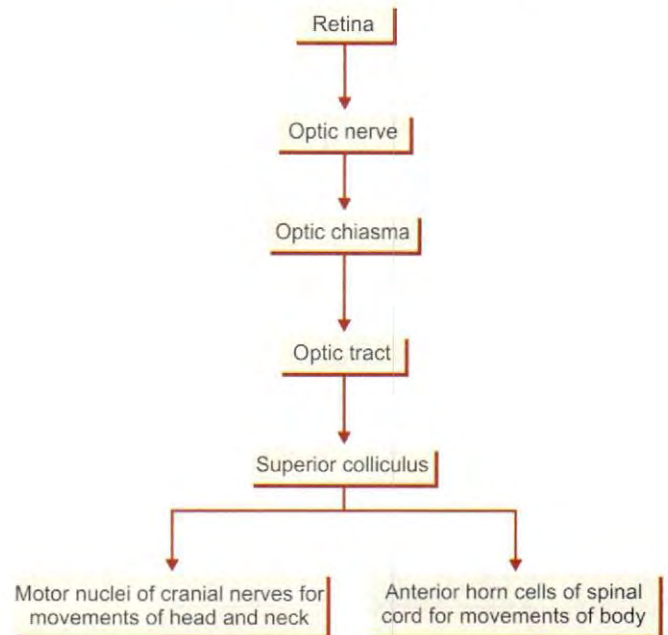 Retina
Optic nerve
Optic chiasma
Optic tract
Superior colliculus
Motor nuclei of cranial nerves for
movements of head and neck
Anterior horn cells of spinal
cord for movements of body